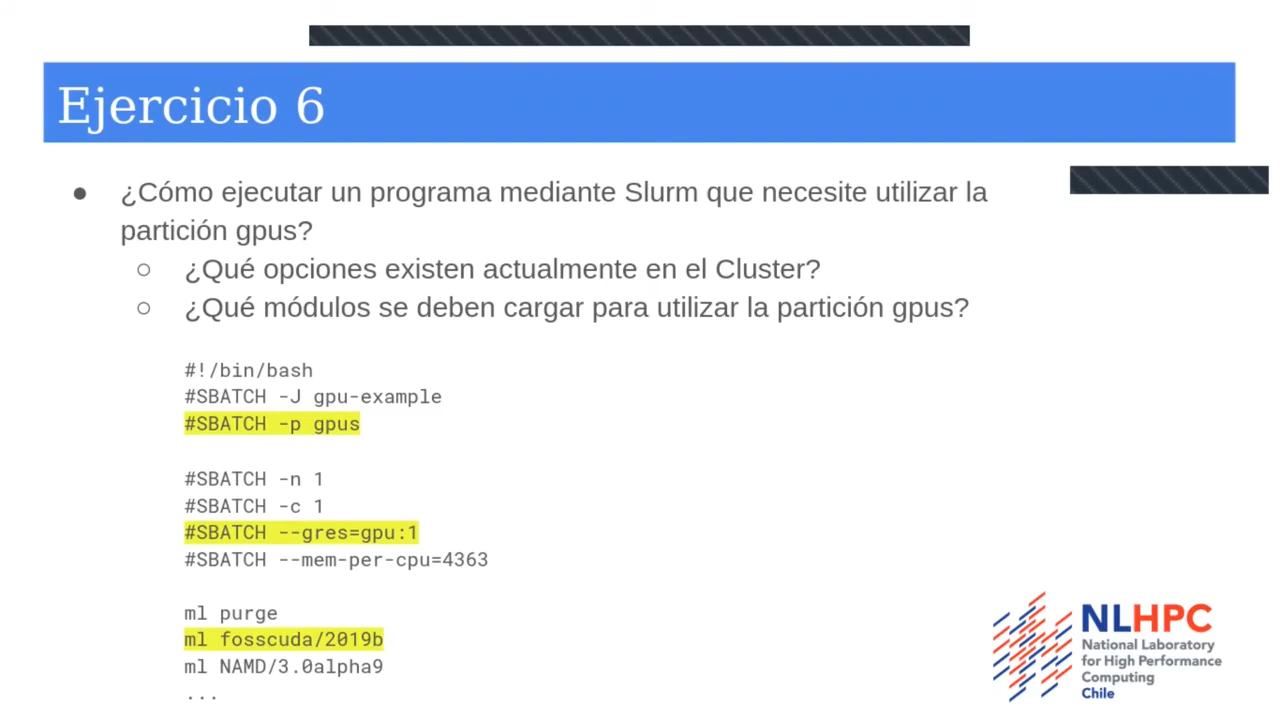 Ejercicio 6
● ¿Cómo ejecutar un programa mediante Slurm que necesite utilizar la
partición gpus?
○ ¿Qué opciones existen actualmente en el Cluster?
○ ¿Qué módulos se deben cargar para utilizar la partición gpus?
#!/bin/bash
#SBATCH -J gpu-example
#SBATCH -p gpus
#SBATCH -n 1
#SBATCH -c 1
#SBATCH --gres=gpu:1
#SBATCH --mem-per-cpu=4363
ml purge
ml fosscuda/2019b
ml NAMD/3.0alpha9
...
NLHPC
National Laboratory
for High Performance
Computing
Chile